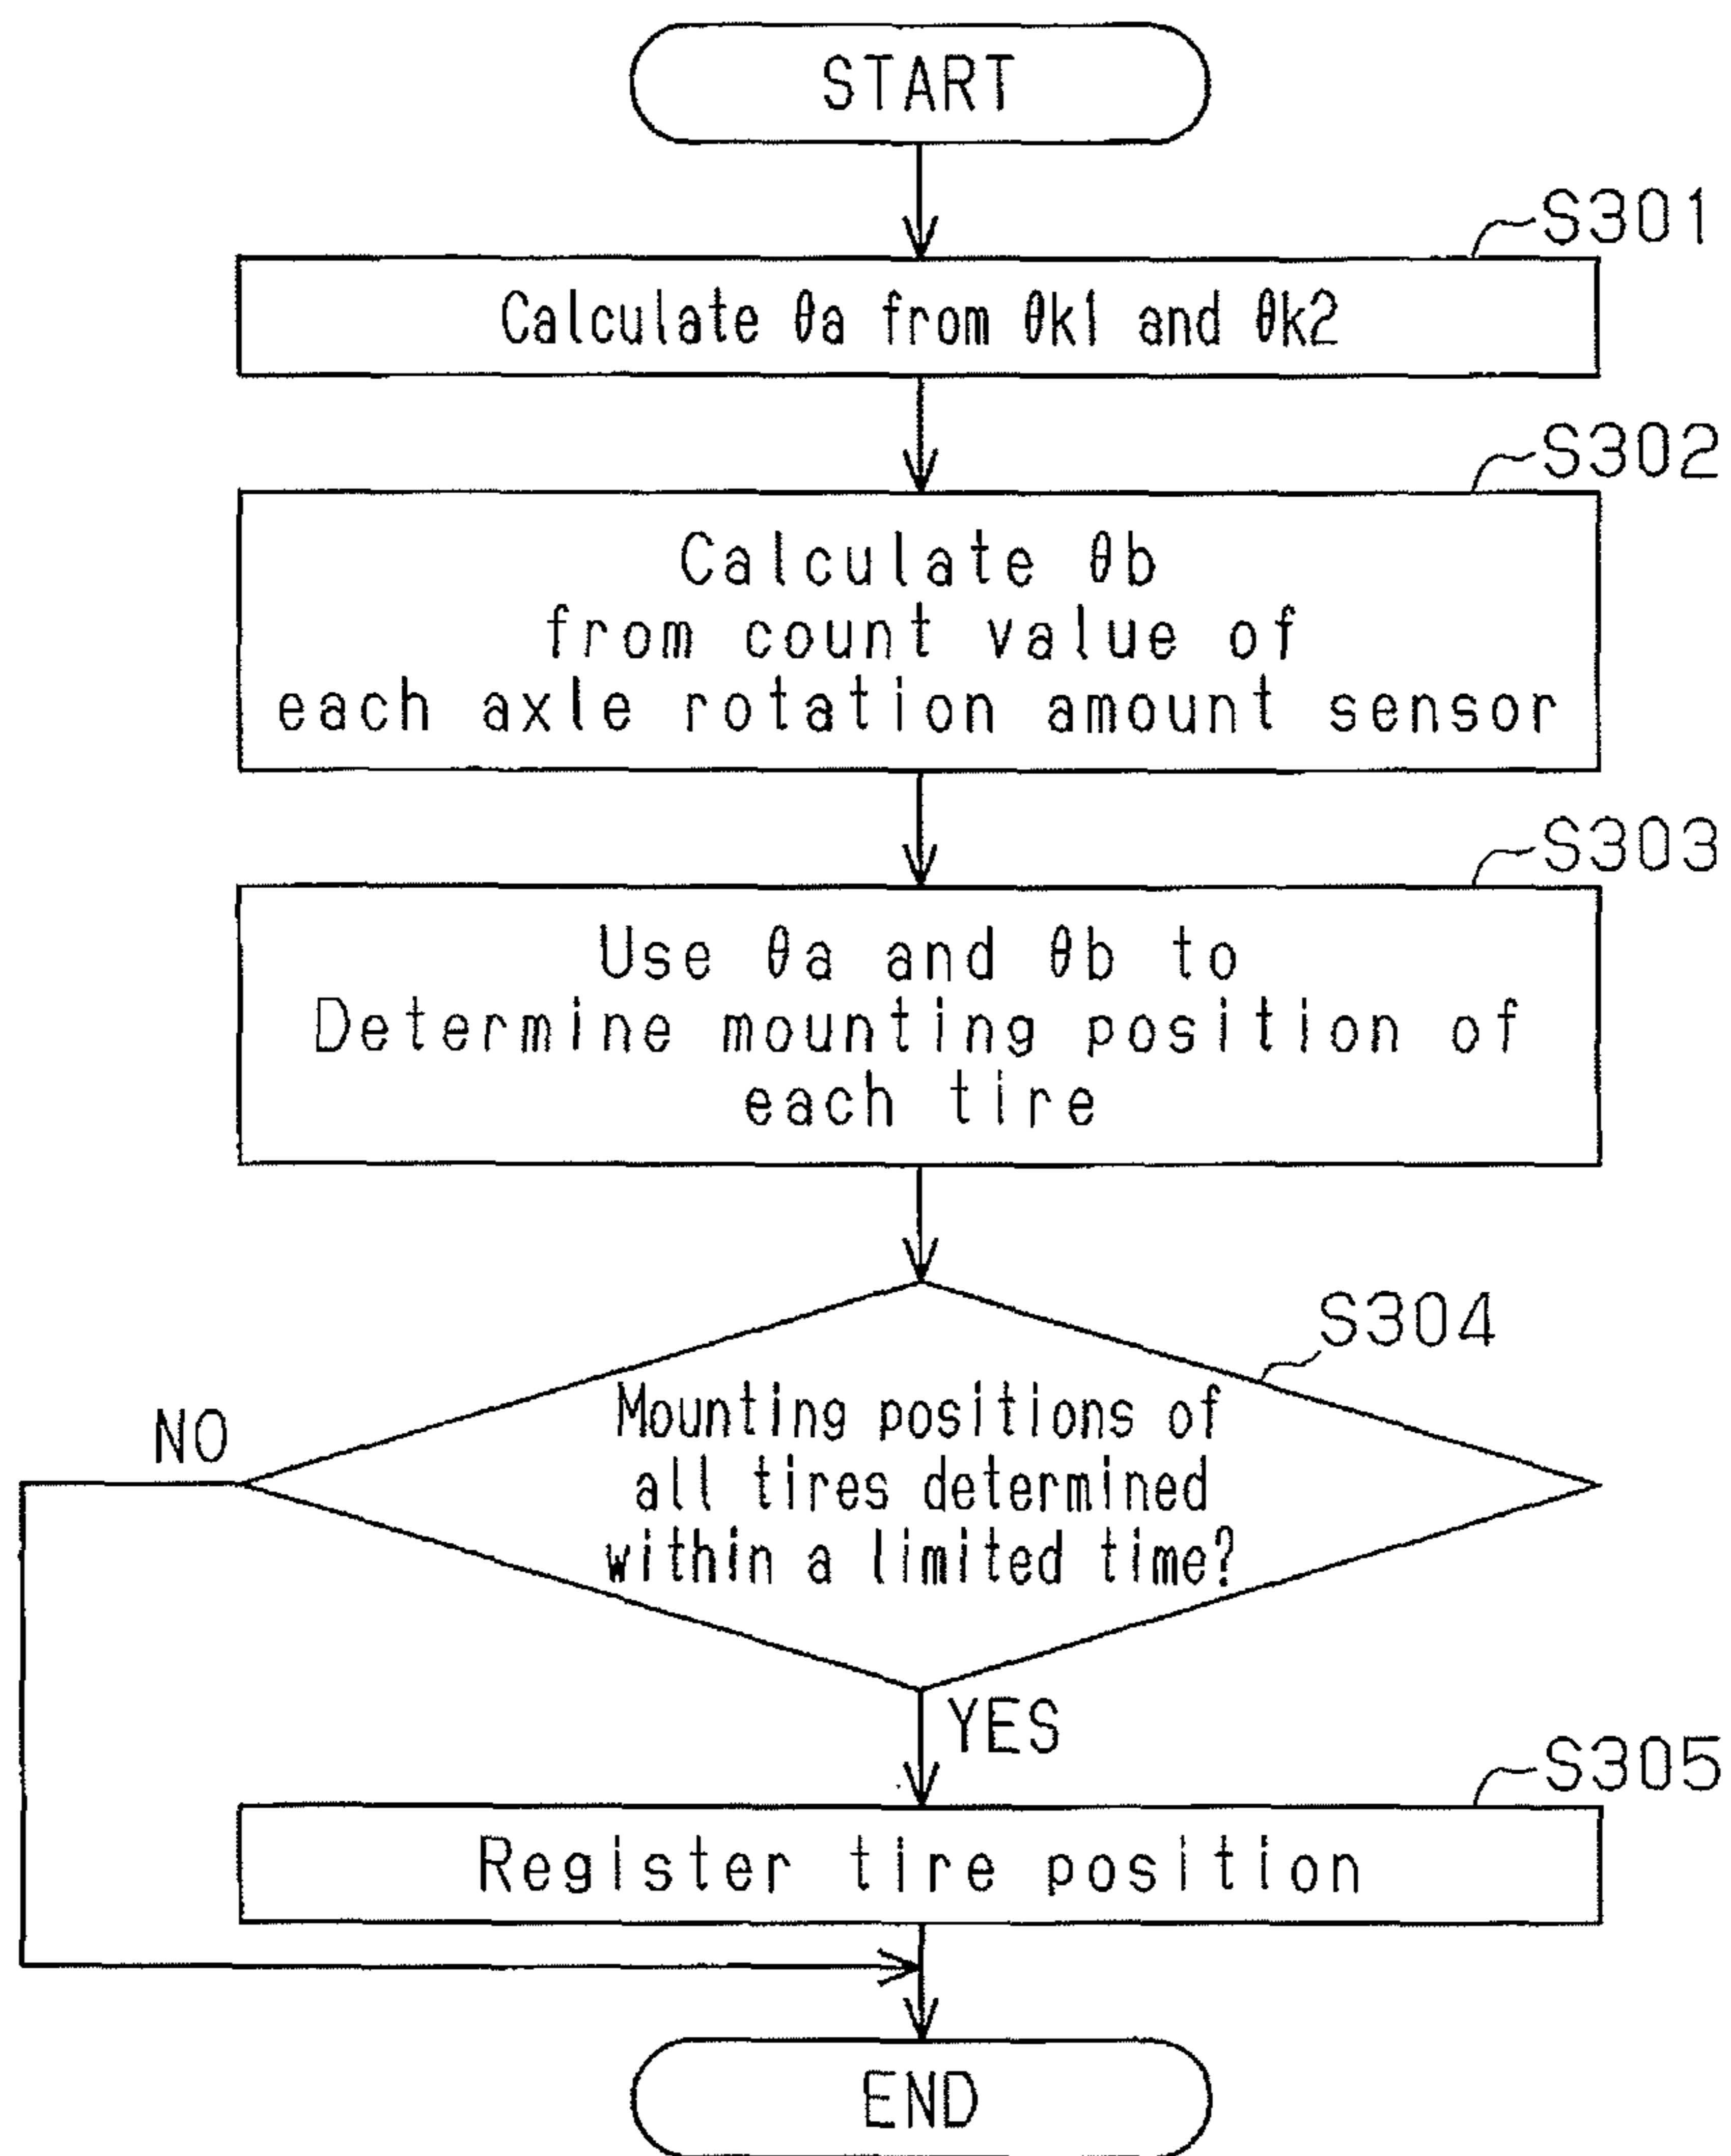 START
S301
Calculate θa from θk1 and θk2
S302
Calculate θb
from count value of
each axle rotation amount sensor
S303
Use θa and θb to
Determine mounting position of
each tire
S304
Mounting positions of
all tires determined
within a limited time?
NO
YES
S305
Register tire position
END